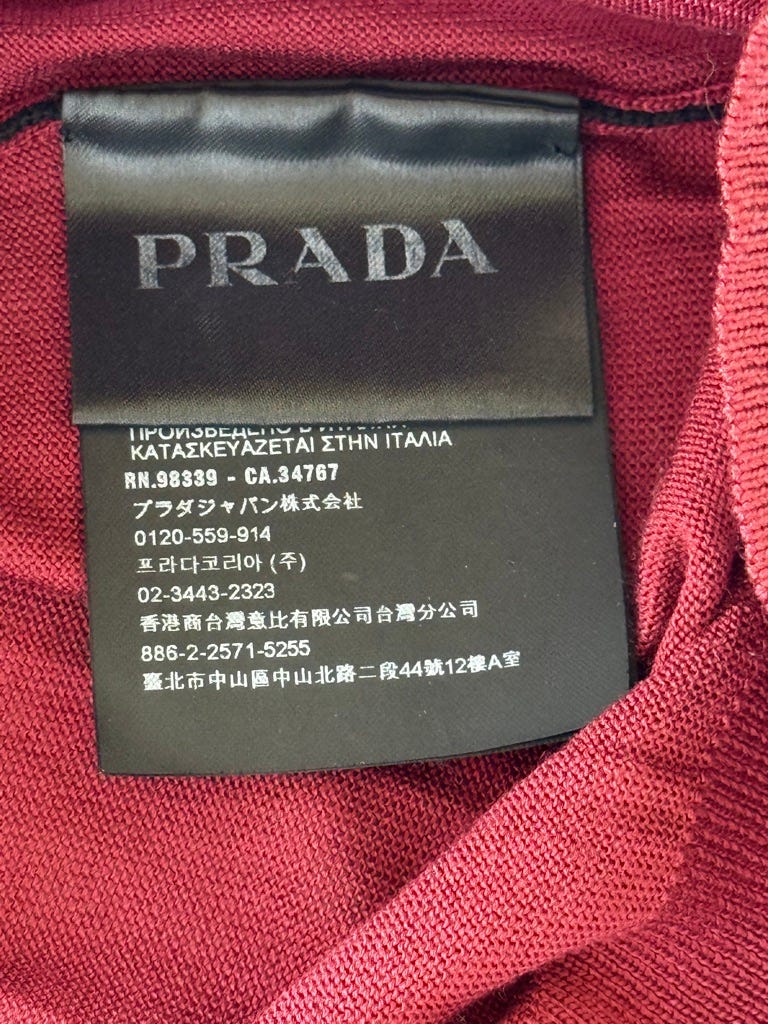 PRADA
ΚΑΤΑΣΚΕΥΑΖΕΤΑΙ ΣΤΗΝ ΙΤΑΛΙΑ
RN.98339 - CA.34767
プラダジャパン株式会社
0120-559-914
프라다코리아 (주)
02-3443-2323
香港商台灣意比有限公司台灣分公司
886-2-2571-5255
臺北市中山區中山北路二段44號12樓A室